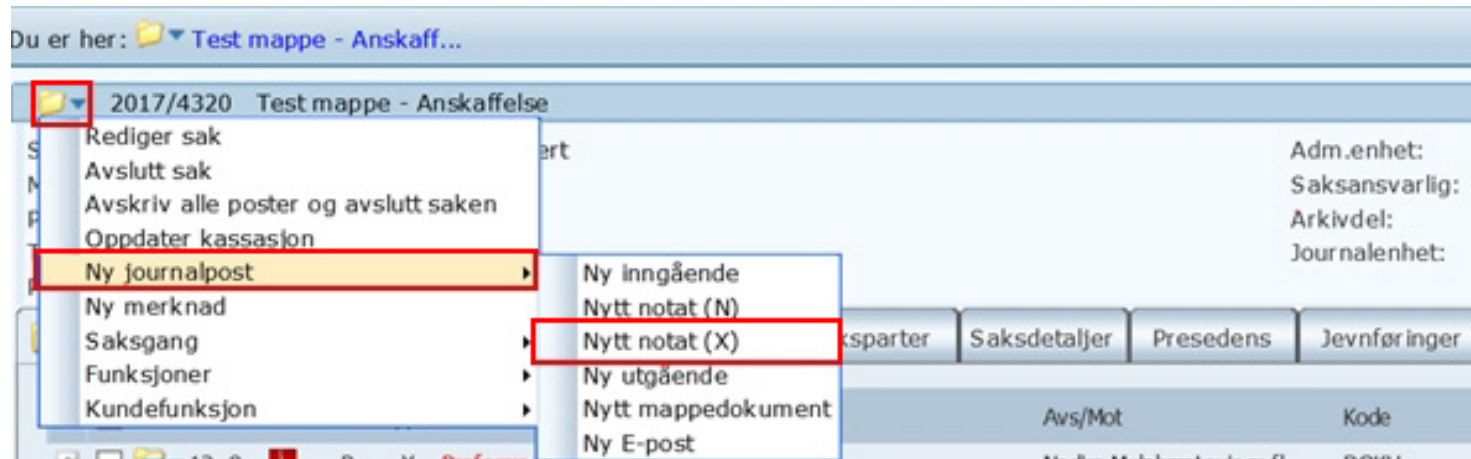 Du er her: Test mappe - Anskaff...
2017/4320 Test mappe - Anskaffelse
Rediger sak
Avslutt sak
Avskriv alle poster og avslutt saken
Oppdater kassasjon
Ny journalpost
Ny merknad
Saksgang
Funksjoner
Kundefunksjon
Ny inngående
Nytt notat (N)
Nytt notat (X)
Ny utgående
Nytt mappedokument
Ny E-post
ert
Adm.enhet:
Saksansvarlig:
Arkivdel:
Journalenhet:
ksparter Saksdetaljer Presedens Jevnføringer
Avs/Mot Kode